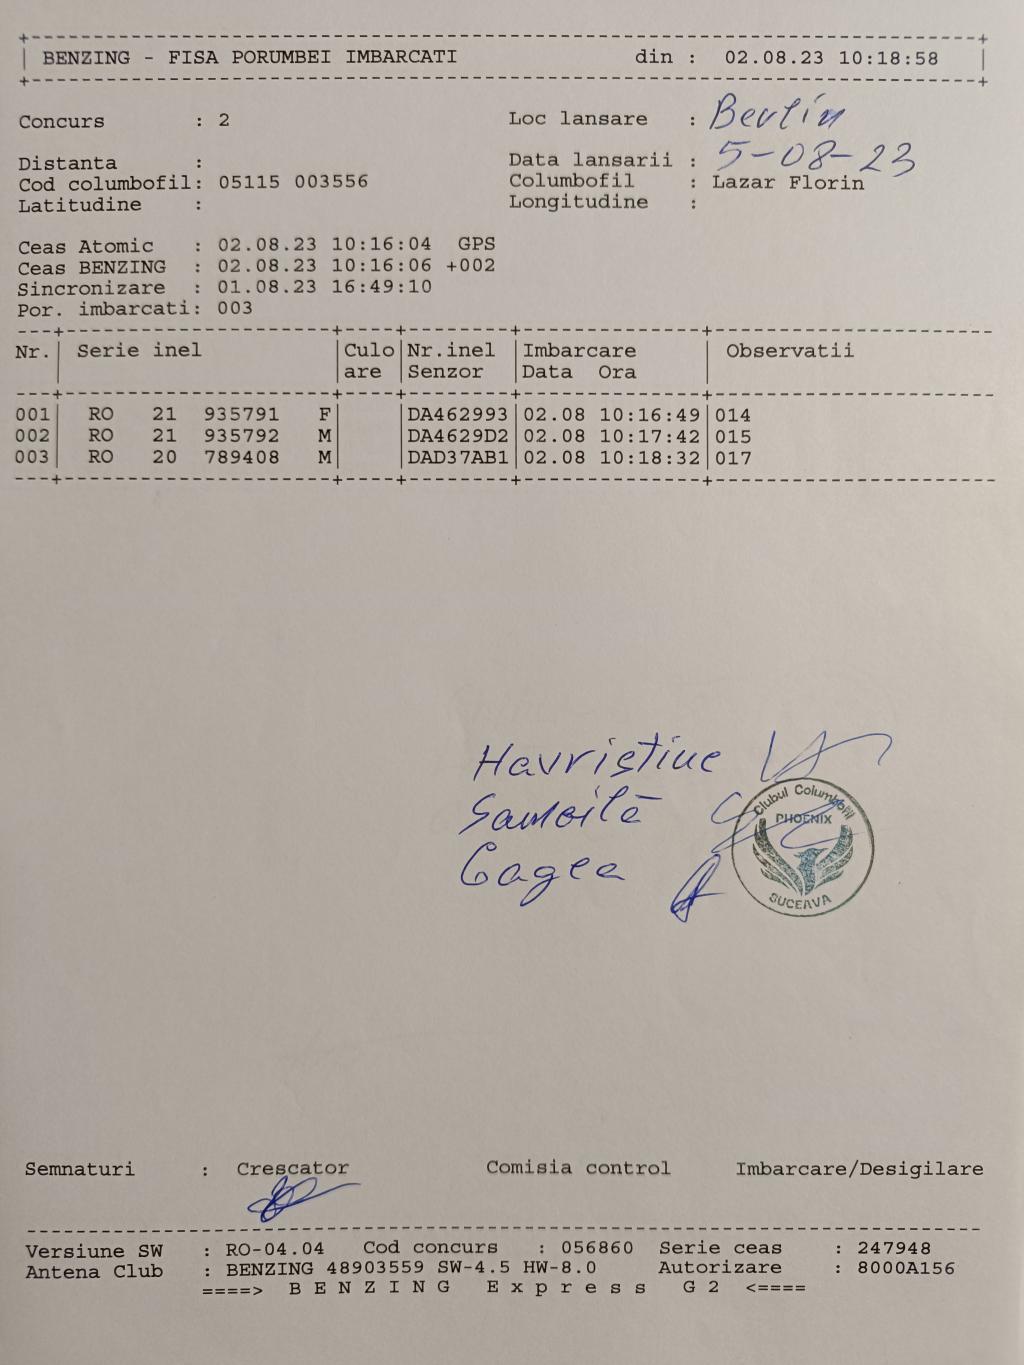 BENZING - FISA PORUMBEI IMBARCATI din : 02.08.23 10:18:58
Concurs : 2 Loc lansare : Berlin
Distanta : Data lansarii : 5-08-23
Cod columbofil: 05115 003556 Columbofil : Lazar Florin
Latitudine : Longitudine :
Ceas Atomic : 02.08.23 10:16:04 GPS
Ceas BENZING : 02.08.23 10:16:06 +002
Sincronizare : 01.08.23 16:49:10
Por. imbarcati: 003
Nr.| Serie inel |Culo|Nr.inel |Imbarcare | Observatii
| |are |Senzor |Data Ora |
001| RO 21 935791 F| |DA462993|02.08 10:16:49|014
002| RO 21 935792 M| |DA4629D2|02.08 10:17:42|015
003| RO 20 789408 M| |DAD37AB1|02.08 10:18:32|017
Havristiuc
Samoilă
Gagea
Clubul Columbofil
PHOENIX
SUCEAVA
Semnaturi : Crescator Comisia control Imbarcare/Desigilare
Versiune SW : RO-04.04 Cod concurs : 056860 Serie ceas : 247948
Antena Club : BENZING 48903559 SW-4.5 HW-8.0 Autorizare : 8000A156
====> B E N Z I N G E x p r e s s G 2 <====